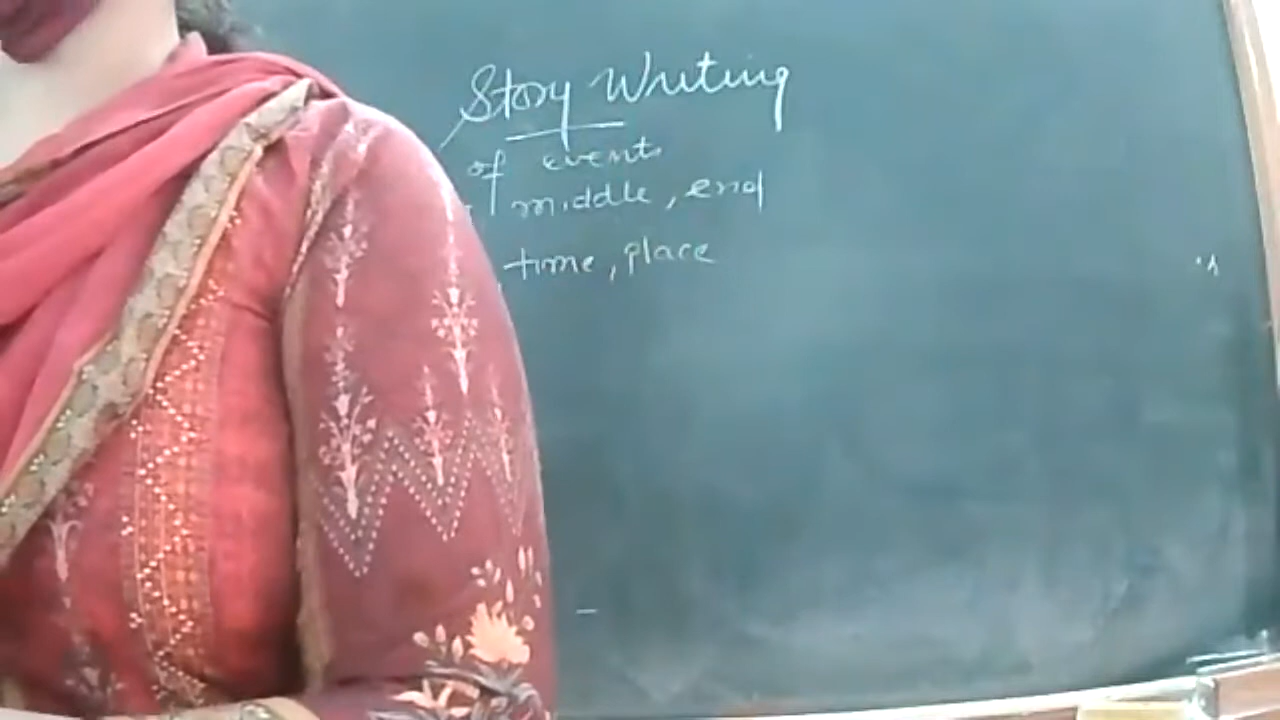 Story Writing
of events
middle, end
time, place